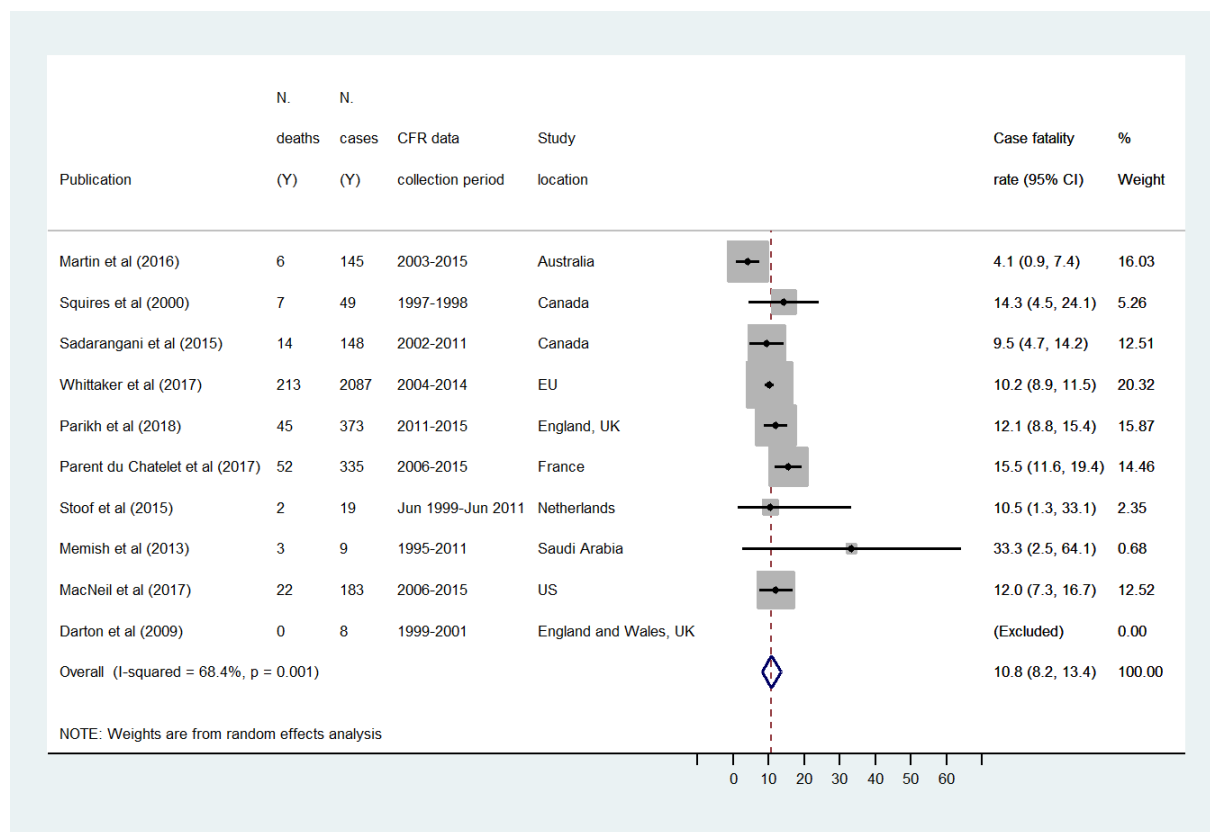 N. N.
deaths cases CFR data Study Case fatality %
Publication (Y) (Y) collection period location rate (95% CI) Weight
Martin et al (2016) 6 145 2003-2015 Australia 4.1 (0.9, 7.4) 16.03
Squires et al (2000) 7 49 1997-1998 Canada 14.3 (4.5, 24.1) 5.26
Sadarangani et al (2015) 14 148 2002-2011 Canada 9.5 (4.7, 14.2) 12.51
Whittaker et al (2017) 213 2087 2004-2014 EU 10.2 (8.9, 11.5) 20.32
Parikh et al (2018) 45 373 2011-2015 England, UK 12.1 (8.8, 15.4) 15.87
Parent du Chatelet et al (2017) 52 335 2006-2015 France 15.5 (11.6, 19.4) 14.46
Stoof et al (2015) 2 19 Jun 1999-Jun 2011 Netherlands 10.5 (1.3, 33.1) 2.35
Memish et al (2013) 3 9 1995-2011 Saudi Arabia 33.3 (2.5, 64.1) 0.68
MacNeil et al (2017) 22 183 2006-2015 US 12.0 (7.3, 16.7) 12.52
Darton et al (2009) 0 8 1999-2001 England and Wales, UK (Excluded) 0.00
Overall (I-squared = 68.4%, p = 0.001) 10.8 (8.2, 13.4) 100.00
NOTE: Weights are from random effects analysis
0 10 20 30 40 50 60